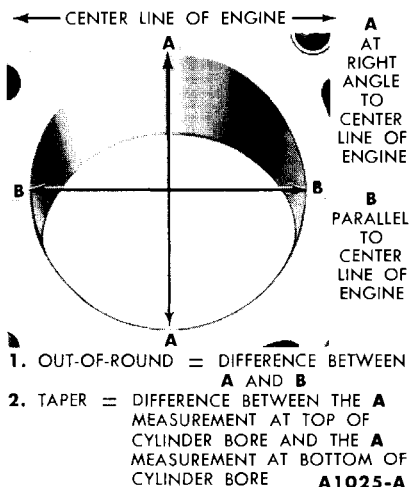 CENTER LINE OF ENGINE
A
A
AT
RIGHT
ANGLE
TO
CENTER
LINE OF
ENGINE
B
B
B
PARALLEL
TO
CENTER
LINE OF
ENGINE
A
1. OUT-OF-ROUND = DIFFERENCE BETWEEN
A AND B
2. TAPER = DIFFERENCE BETWEEN THE A
MEASUREMENT AT TOP OF
CYLINDER BORE AND THE A
MEASUREMENT AT BOTTOM OF
CYLINDER BORE A1025-A